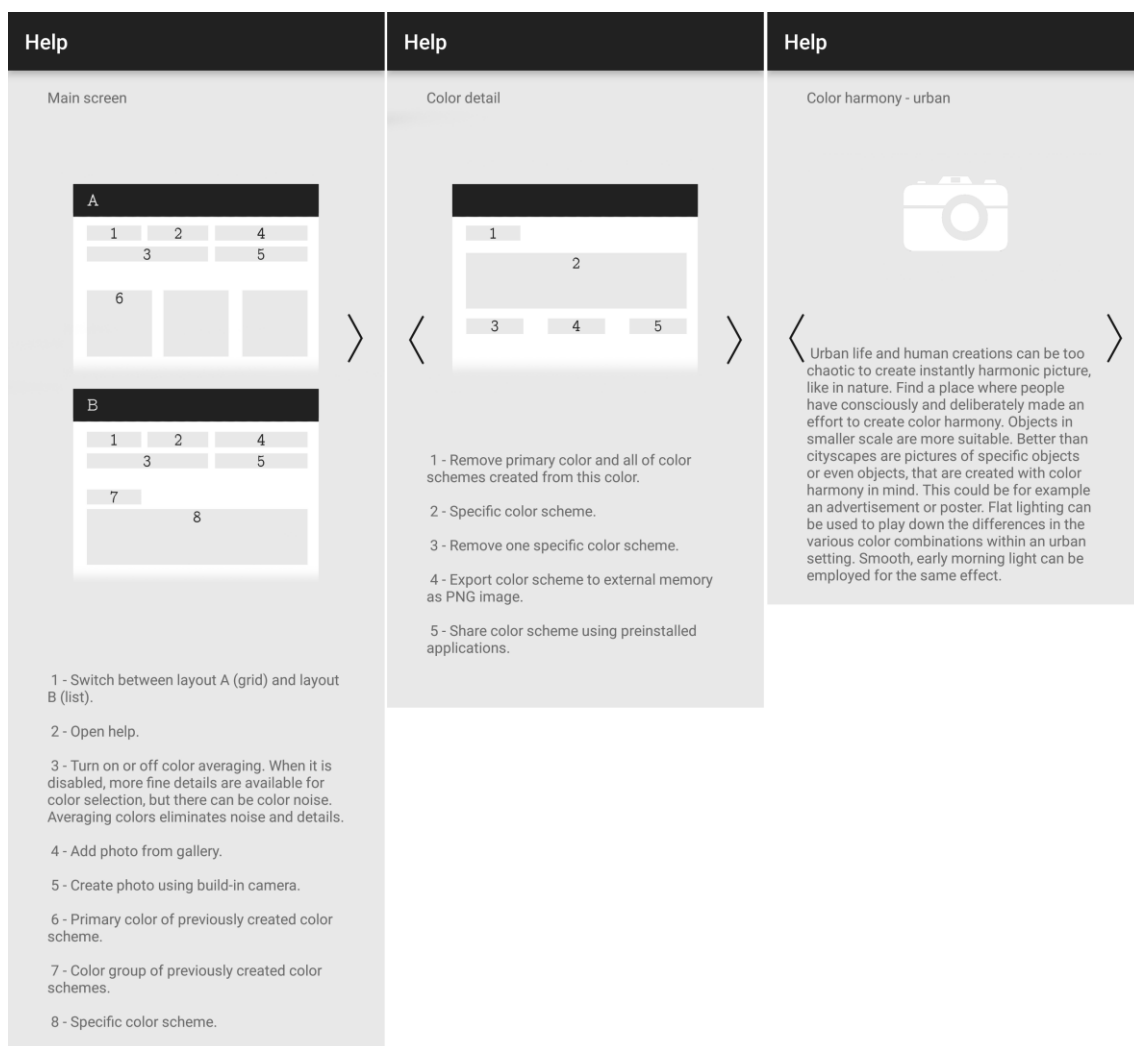 Help
Main screen
A
1 2 4
3 5
6
B
1 2 4
3 5
7
8
1 - Switch between layout A (grid) and layout
B (list).
2 - Open help.
3 - Turn on or off color averaging. When it is
disabled, more fine details are available for
color selection, but there can be color noise.
Averaging colors eliminates noise and details.
4 - Add photo from gallery.
5 - Create photo using build-in camera.
6 - Primary color of previously created color
scheme.
7 - Color group of previously created color
schemes.
8 - Specific color scheme.
Help
Color detail
1
2
3 4 5
1 - Remove primary color and all of color
schemes created from this color.
2 - Specific color scheme.
3 - Remove one specific color scheme.
4 - Export color scheme to external memory
as PNG image.
5 - Share color scheme using preinstalled
applications.
Help
Color harmony - urban
Urban life and human creations can be too
chaotic to create instantly harmonic picture,
like in nature. Find a place where people
have consciously and deliberately made an
effort to create color harmony. Objects in
smaller scale are more suitable. Better than
cityscapes are pictures of specific objects
or even objects, that are created with color
harmony in mind. This could be for example
an advertisement or poster. Flat lighting can
be used to play down the differences in the
various color combinations within an urban
setting. Smooth, early morning light can be
employed for the same effect.